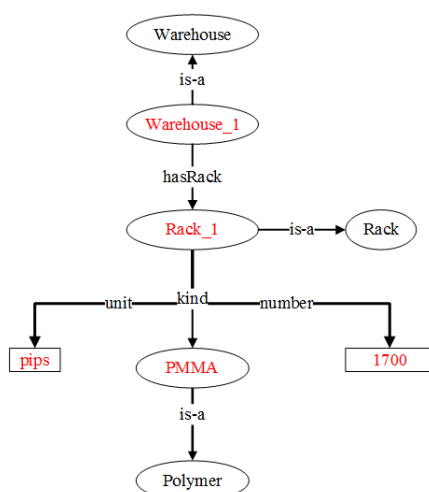 Warehouse
is-a
Warehouse_1
hasRack
Rack_1
is-a
Rack
unit
kind
number
pips
PMMA
1700
is-a
Polymer